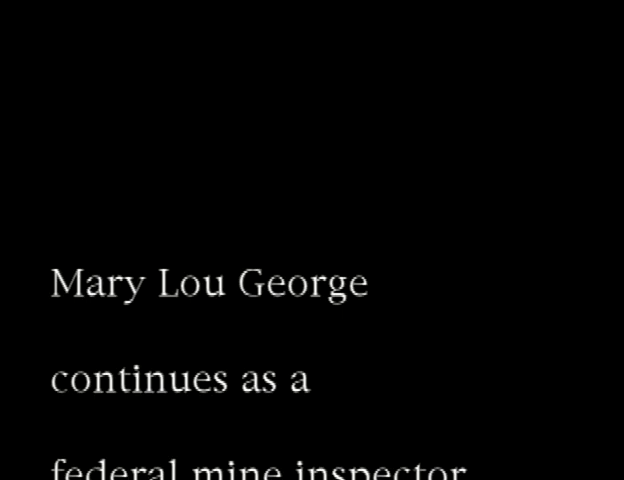 Mary Lou George
continues as a
federal mine inspector